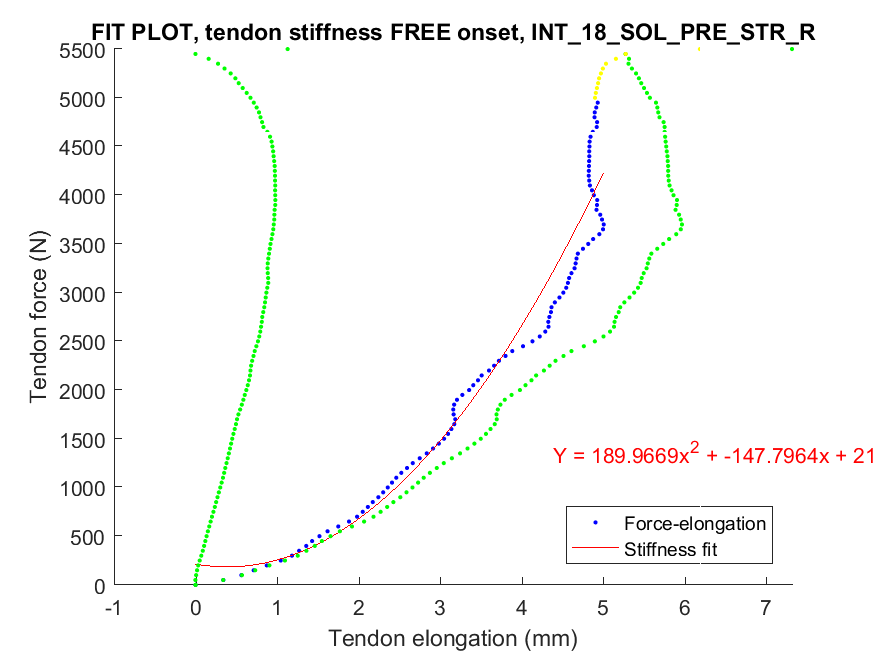 FIT PLOT, tendon stiffness FREE onset, INT_18_SOL_PRE_STR_R
5500
5000
4500
4000
3500
3000
2500
2000
1500
1000
500
0
Tendon force (N)
Y = 189.9669x² + -147.7964x + 21
Force-elongation
Stiffness fit
-1 0 1 2 3 4 5 6 7
Tendon elongation (mm)